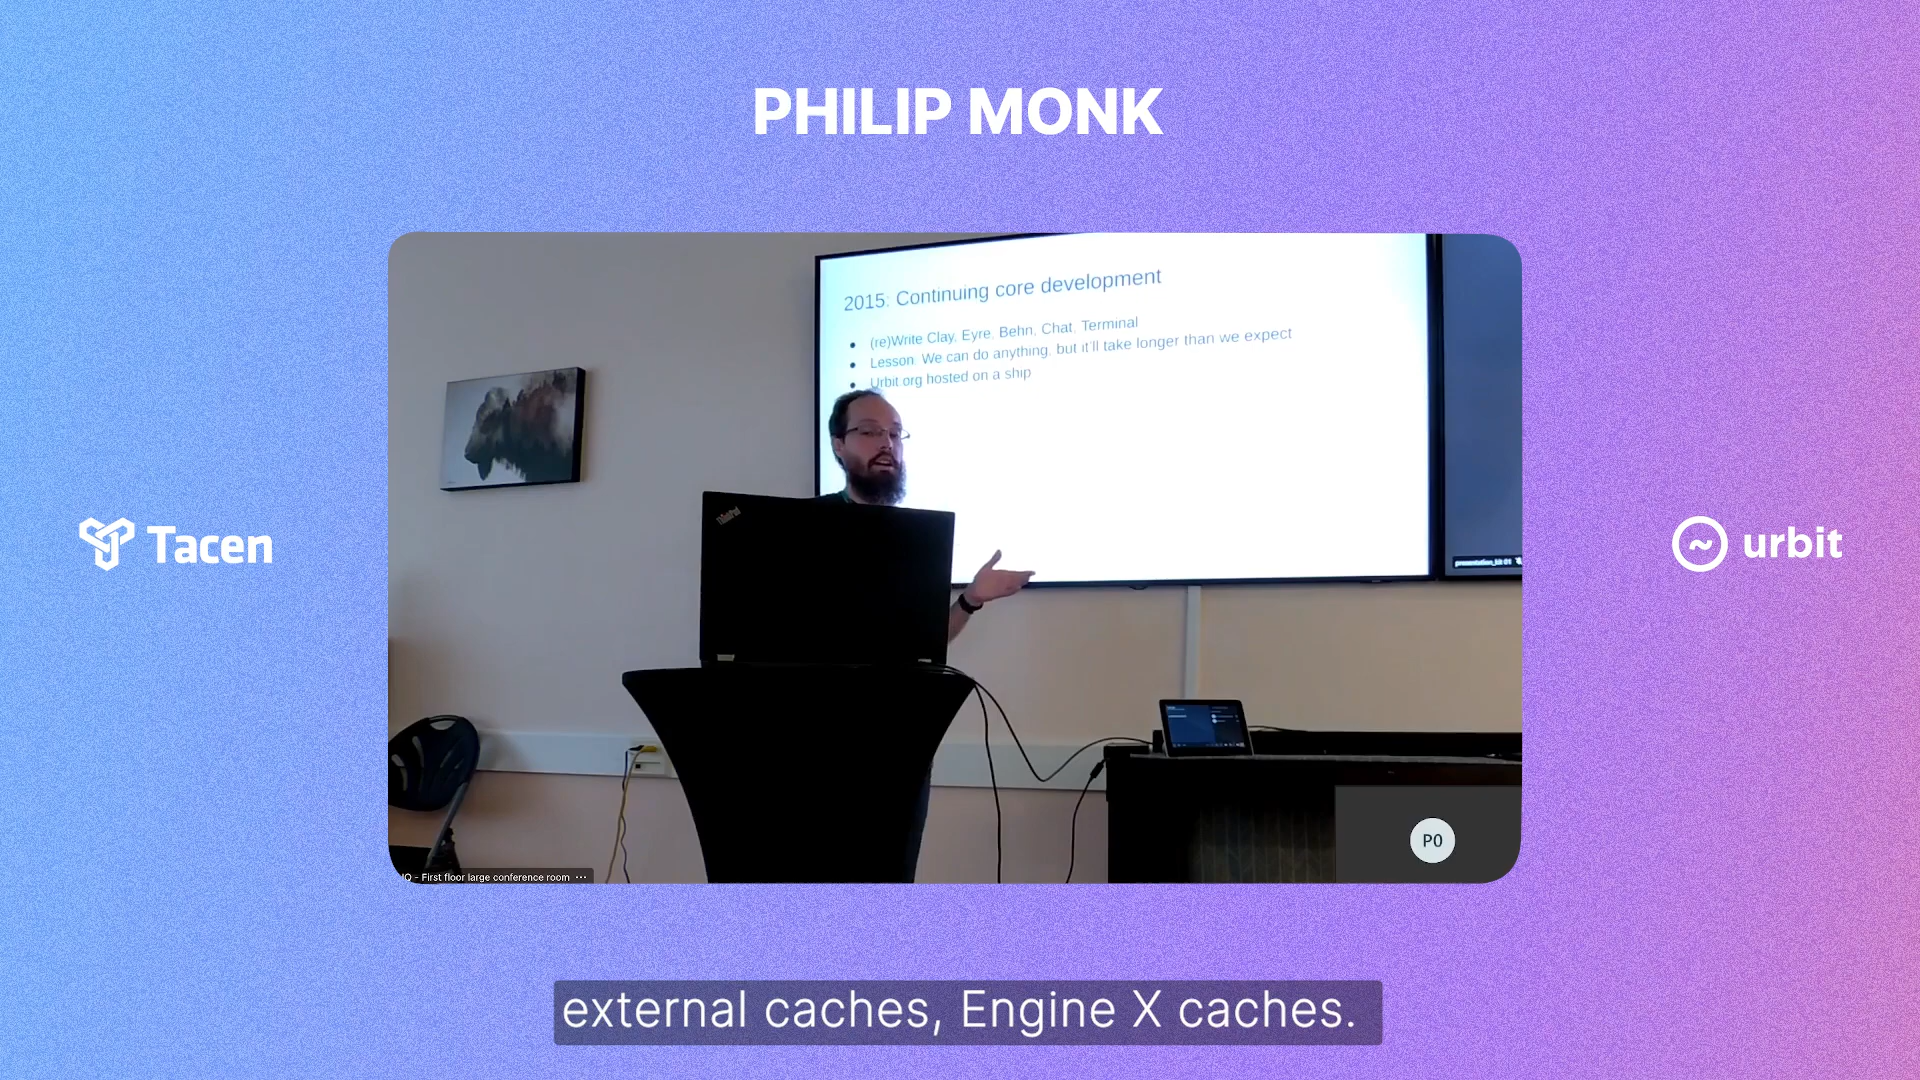 PHILIP MONK
2015: Continuing core development
(re)Write Clay, Eyre, Behn, Chat, Terminal
Lesson: We can do anything, but it'll take longer than we expect
Urbit org hosted on a ship
ThinkPad
Tacen
urbit
P0
- First floor large conference room ...
external caches, Engine X caches.